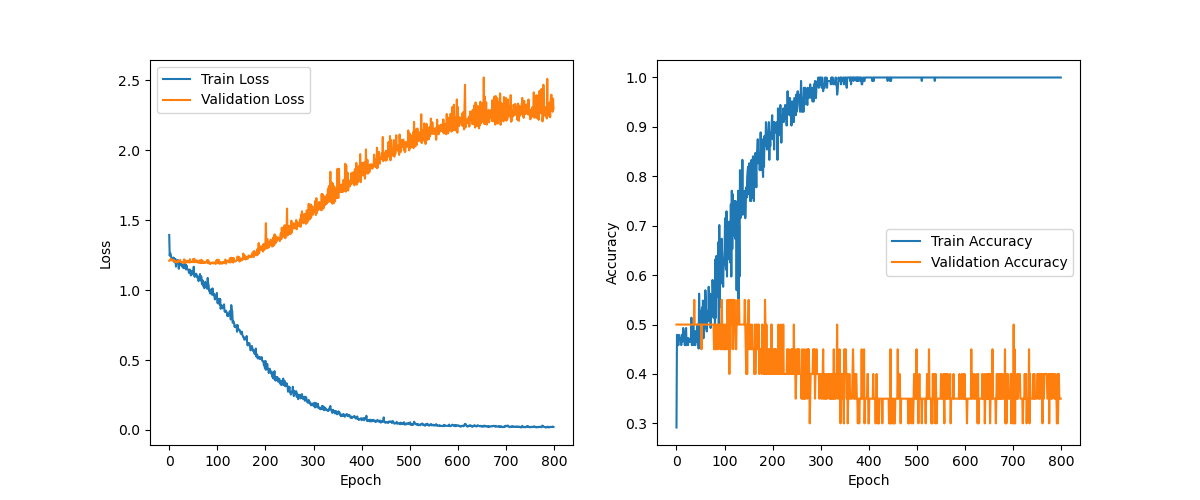 Train Loss
Validation Loss
2.5
2.0
1.5
1.0
0.5
0.0
Loss
0 100 200 300 400 500 600 700 800
Epoch
1.0
0.9
0.8
0.7
0.6
0.5
0.4
0.3
Accuracy
Train Accuracy
Validation Accuracy
0 100 200 300 400 500 600 700 800
Epoch